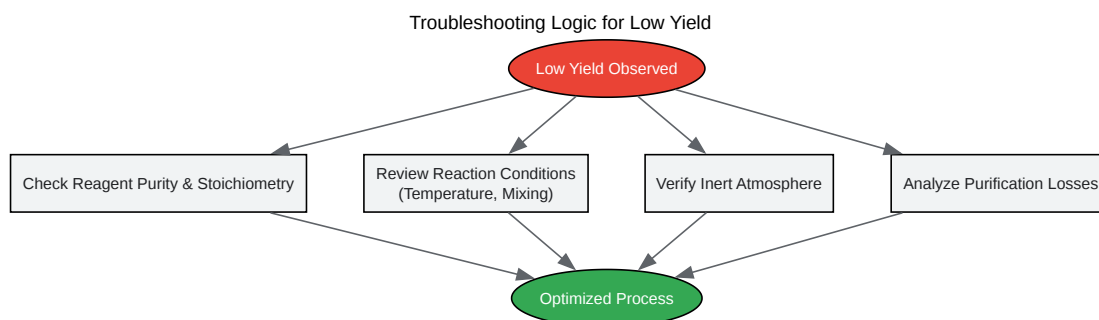 Troubleshooting Logic for Low Yield
Low Yield Observed
Check Reagent Purity & Stoichiometry
Review Reaction Conditions
(Temperature, Mixing)
Verify Inert Atmosphere
Analyze Purification Losses
Optimized Process